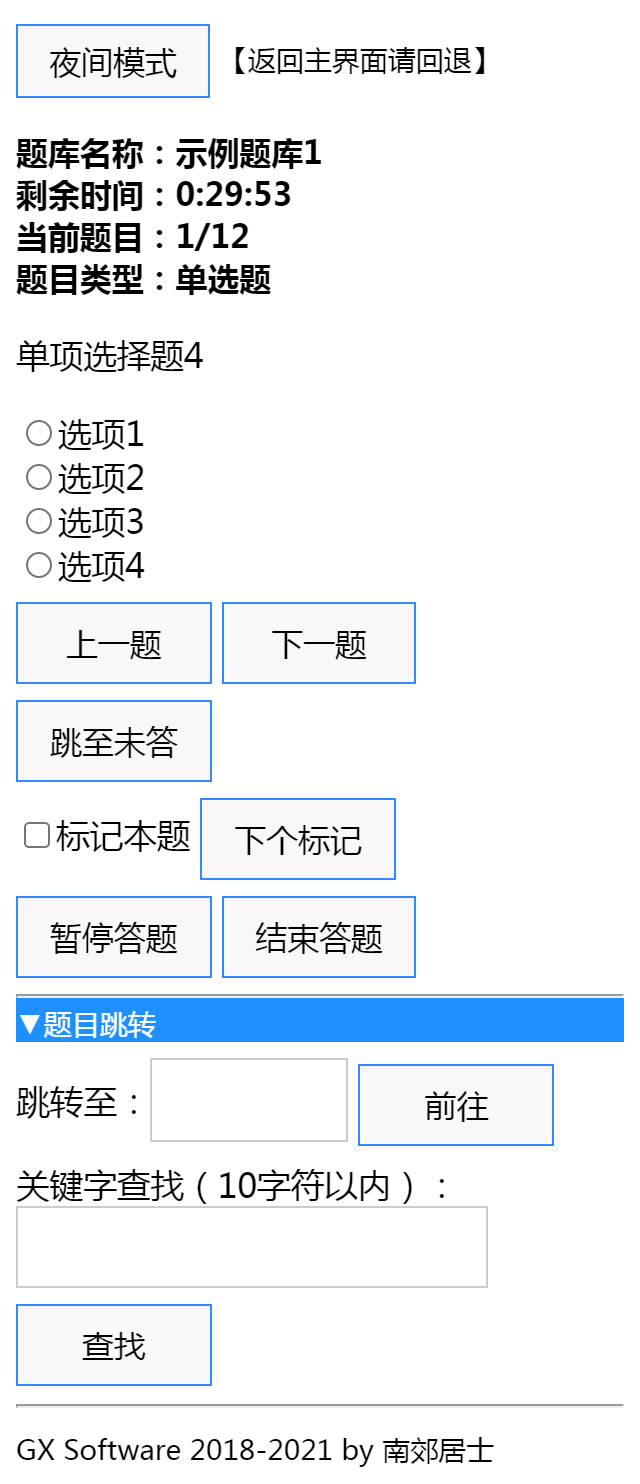 夜间模式 【返回主界面请回退】
题库名称：示例题库1
剩余时间：0:29:53
当前题目：1/12
题目类型：单选题
单项选择题4
选项1
选项2
选项3
选项4
上一题 下一题
跳至未答
标记本题 下个标记
暂停答题 结束答题
▼题目跳转
跳转至： 前往
关键字查找（10字符以内）：
查找
GX Software 2018-2021 by 南郊居士